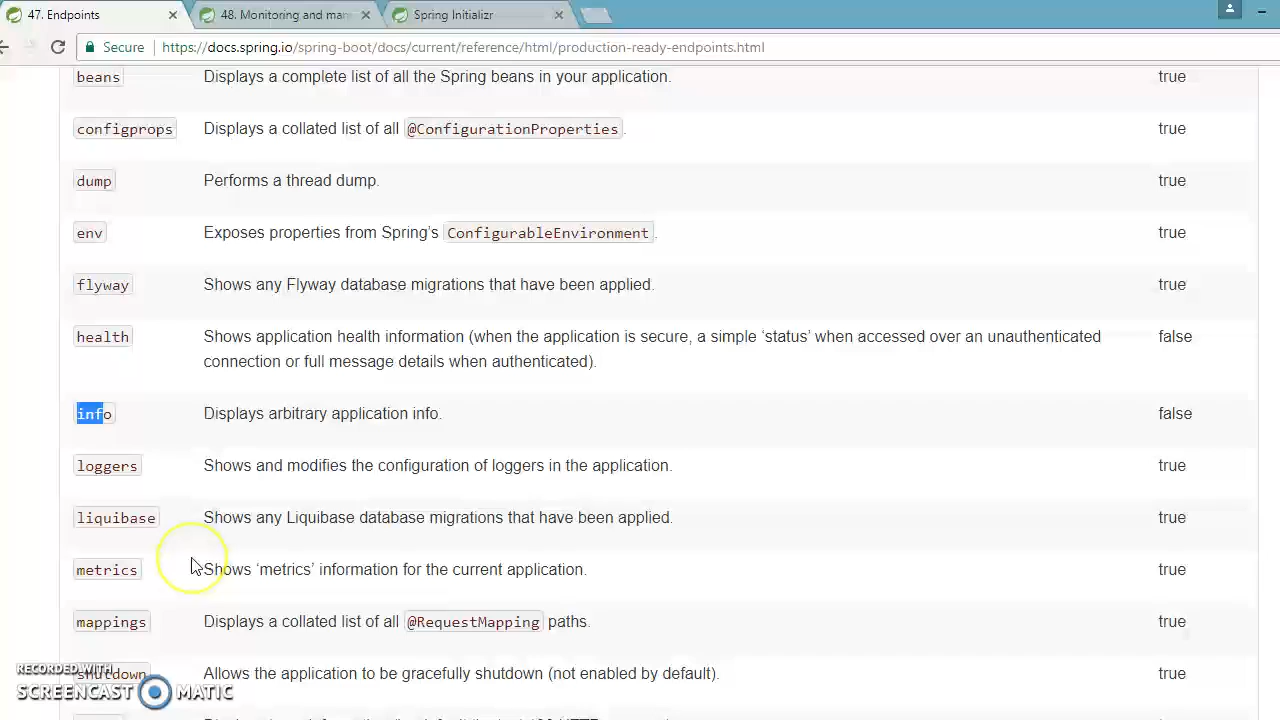 47. Endpoints
48. Monitoring and man
Spring Initializr
Secure https://docs.spring.io/spring-boot/docs/current/reference/html/production-ready-endpoints.html
beans Displays a complete list of all the Spring beans in your application. true
configprops Displays a collated list of all @ConfigurationProperties. true
dump Performs a thread dump. true
env Exposes properties from Spring’s ConfigurableEnvironment. true
flyway Shows any Flyway database migrations that have been applied. true
health Shows application health information (when the application is secure, a simple ‘status’ when accessed over an unauthenticated false
connection or full message details when authenticated).
info Displays arbitrary application info. false
loggers Shows and modifies the configuration of loggers in the application. true
liquibase Shows any Liquibase database migrations that have been applied. true
metrics Shows ‘metrics’ information for the current application. true
mappings Displays a collated list of all @RequestMapping paths. true
shutdown Allows the application to be gracefully shutdown (not enabled by default). true
RECORDED WITH
SCREENCAST MATIC